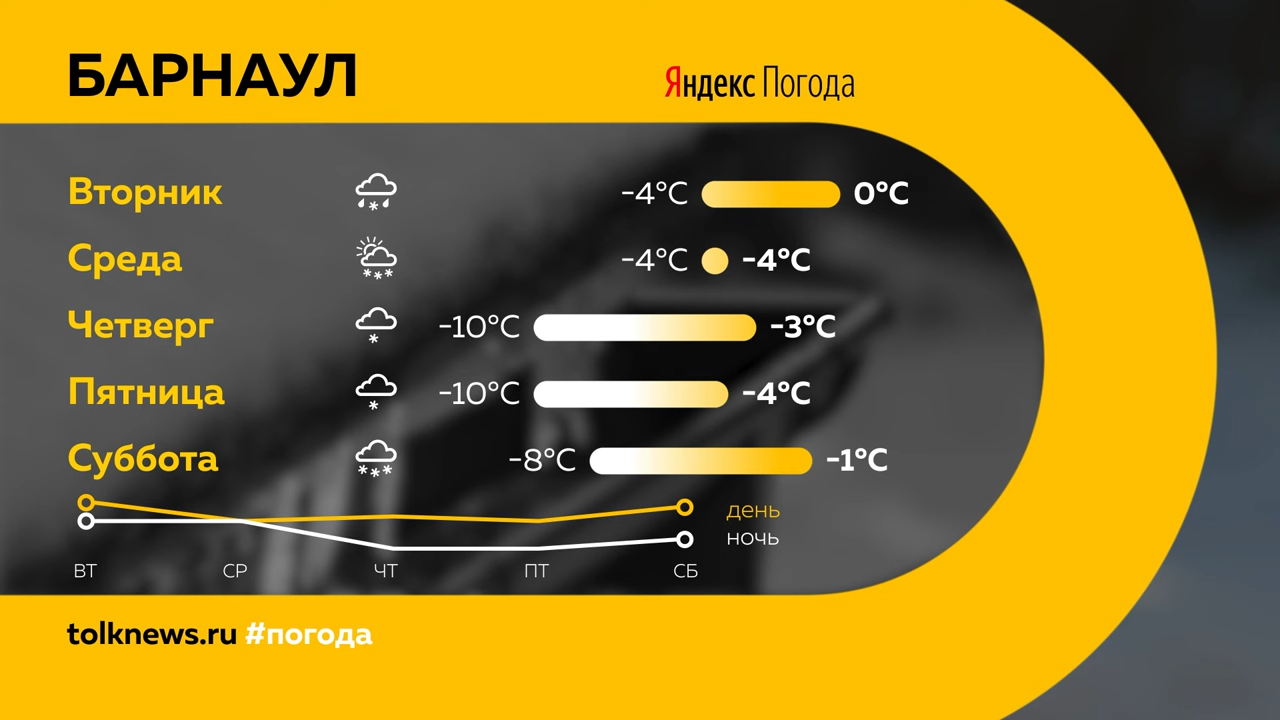 БАРНАУЛ
Яндекс Погода
Вторник -4°C 0°C
Среда -4°C -4°C
Четверг -10°C -3°C
Пятница -10°C -4°C
Суббота -8°C -1°C
день
ночь
ВТ СР ЧТ ПТ СБ
tolknews.ru #погода